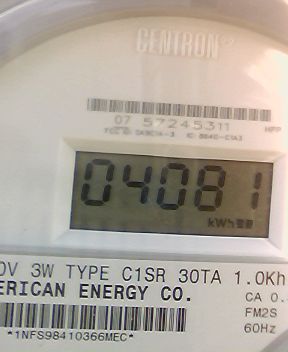 CENTRON
07 57245311
HPP
04081
kWh
0V 3W TYPE C1SR 30TA 1.0Kh
ERICAN ENERGY CO.
CA 0.
FM2S
*1NFS98410366MEC*
60Hz